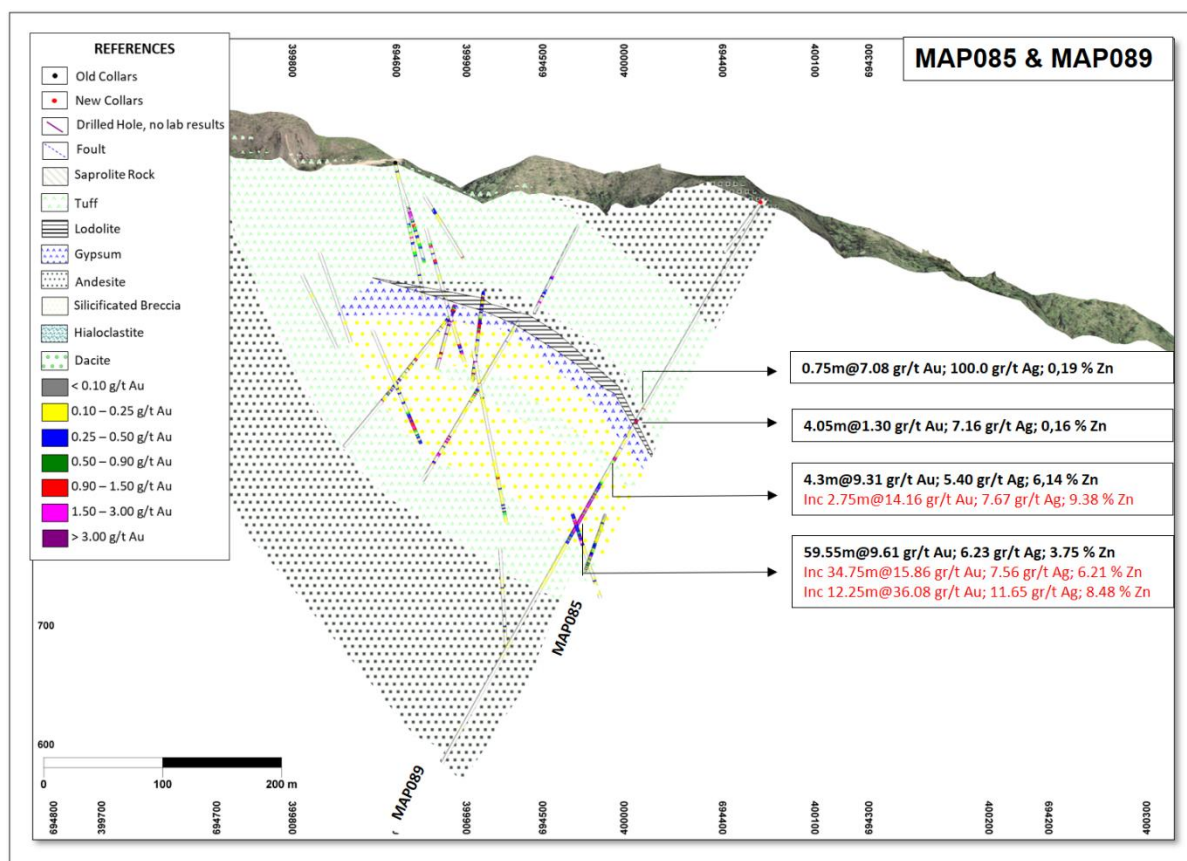 MAP085 & MAP089
REFERENCES
Old Collars
New Collars
Drilled Hole, no lab results
Foult
Saprolite Rock
Tuff
Lodolite
Gypsum
Andesite
Silicificated Breccia
Hialoclastite
Dacite
< 0.10 g/t Au
0.10 – 0.25 g/t Au
0.25 – 0.50 g/t Au
0.50 – 0.90 g/t Au
0.90 – 1.50 g/t Au
1.50 – 3.00 g/t Au
> 3.00 g/t Au
399800
694600
399900
694500
400000
694400
400100
0.75m@7.08 gr/t Au; 100.0 gr/t Ag; 0,19 % Zn
4.05m@1.30 gr/t Au; 7.16 gr/t Ag; 0,16 % Zn
4.3m@9.31 gr/t Au; 5.40 gr/t Ag; 6,14 % Zn
Inc 2.75m@14.16 gr/t Au; 7.67 gr/t Ag; 9.38 % Zn
59.55m@9.61 gr/t Au; 6.23 gr/t Ag; 3.75 % Zn
Inc 34.75m@15.86 gr/t Au; 7.56 gr/t Ag; 6.21 % Zn
Inc 12.25m@36.08 gr/t Au; 11.65 gr/t Ag; 8.48 % Zn
700
MAP085
600
MAP089
0
100
200 m
694800
399700
694700
399800
399900
694500
400000
694400
400100
400200
694200